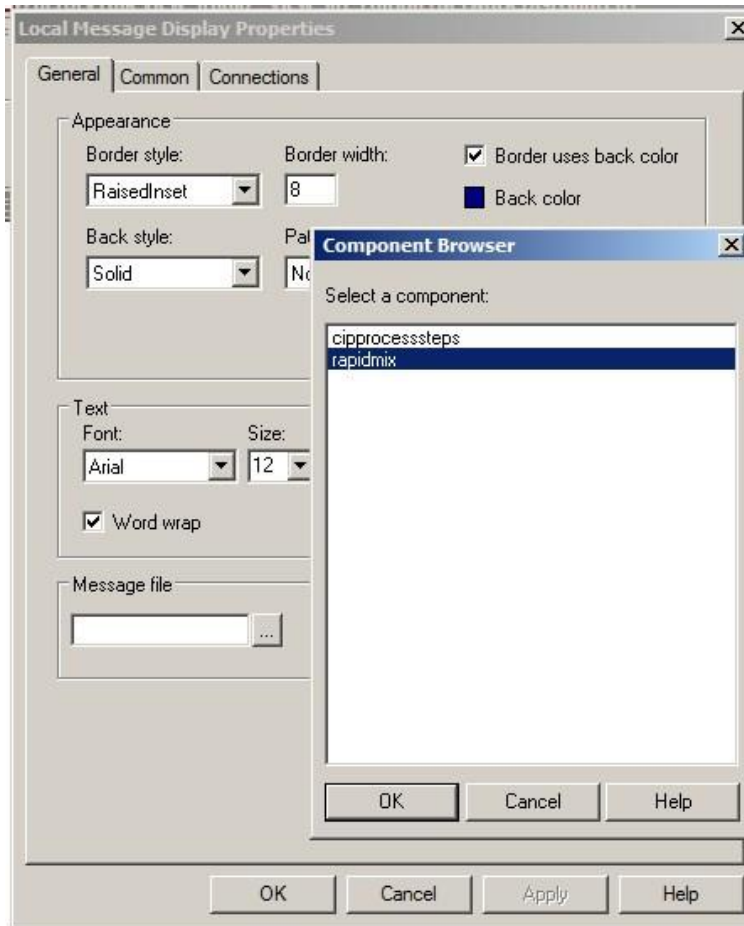 Local Message Display Properties
General Common Connections
Appearance
Border style: Border width: Border uses back color
RaisedInset 8 Back color
Back style:
Component Browser
Solid
Select a component:
cipprocesssteps
rapidmix
Text
Font: Size:
Arial 12
Word wrap
Message file
...
OK Cancel Help
OK Cancel Apply Help